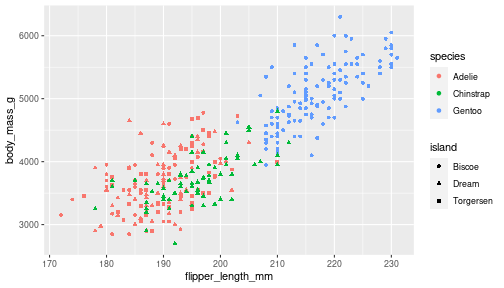 6000
5000
4000
3000
body_mass_g
170
180
190
200
210
220
230
flipper_length_mm
species
Adelie
Chinstrap
Gentoo
island
Biscoe
Dream
Torgersen